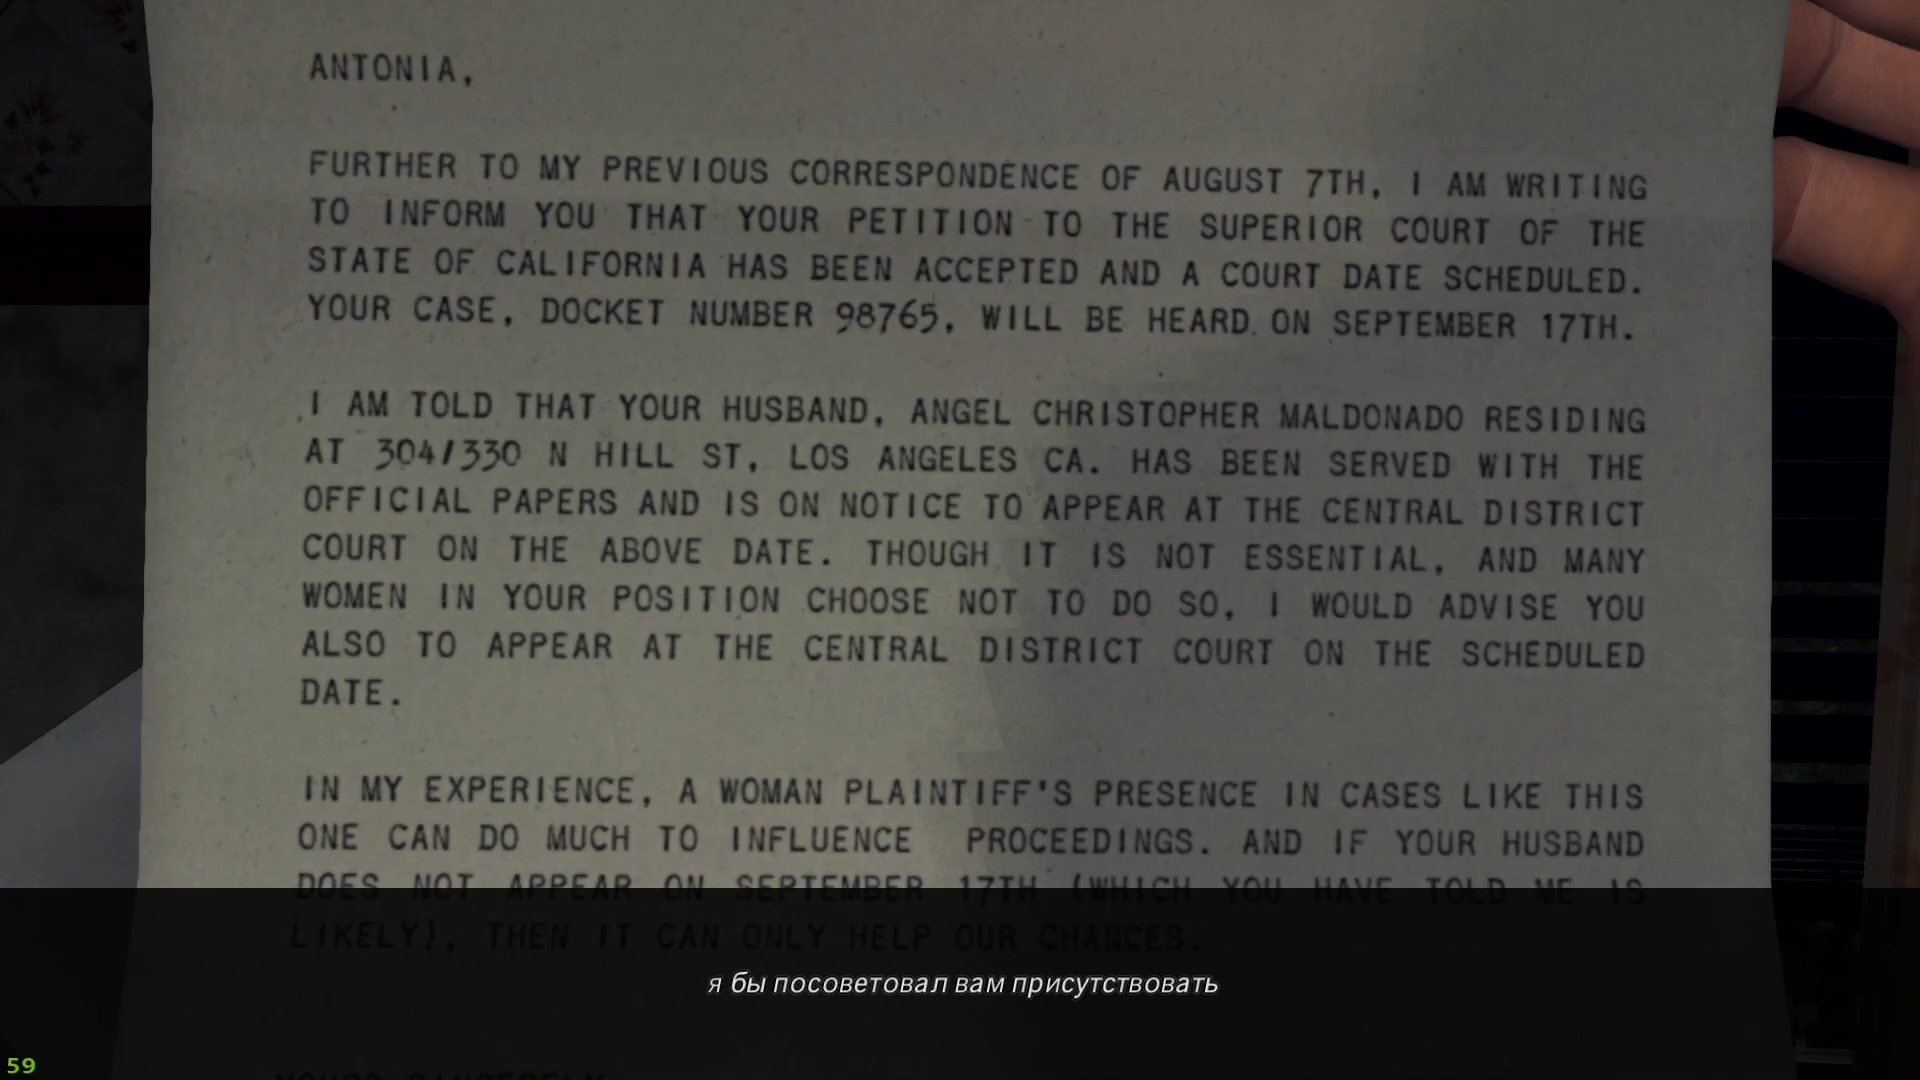 ANTONIA,
FURTHER TO MY PREVIOUS CORRESPONDENCE OF AUGUST 7TH, I AM WRITING
TO INFORM YOU THAT YOUR PETITION TO THE SUPERIOR COURT OF THE
STATE OF CALIFORNIA HAS BEEN ACCEPTED AND A COURT DATE SCHEDULED.
YOUR CASE, DOCKET NUMBER 98765, WILL BE HEARD ON SEPTEMBER 17TH.
I AM TOLD THAT YOUR HUSBAND, ANGEL CHRISTOPHER MALDONADO RESIDING
AT 304/330 N HILL ST, LOS ANGELES CA. HAS BEEN SERVED WITH THE
OFFICIAL PAPERS AND IS ON NOTICE TO APPEAR AT THE CENTRAL DISTRICT
COURT ON THE ABOVE DATE. THOUGH IT IS NOT ESSENTIAL, AND MANY
WOMEN IN YOUR POSITION CHOOSE NOT TO DO SO, I WOULD ADVISE YOU
ALSO TO APPEAR AT THE CENTRAL DISTRICT COURT ON THE SCHEDULED
DATE.
IN MY EXPERIENCE, A WOMAN PLAINTIFF'S PRESENCE IN CASES LIKE THIS
ONE CAN DO MUCH TO INFLUENCE PROCEEDINGS. AND IF YOUR HUSBAND
DOES NOT APPEAR ON SEPTEMBER 17TH (WHICH YOU HAVE TOLD ME IS
LIKELY), THEN IT CAN ONLY HELP OUR CHANCES.
я бы посоветовал вам присутствовать
59